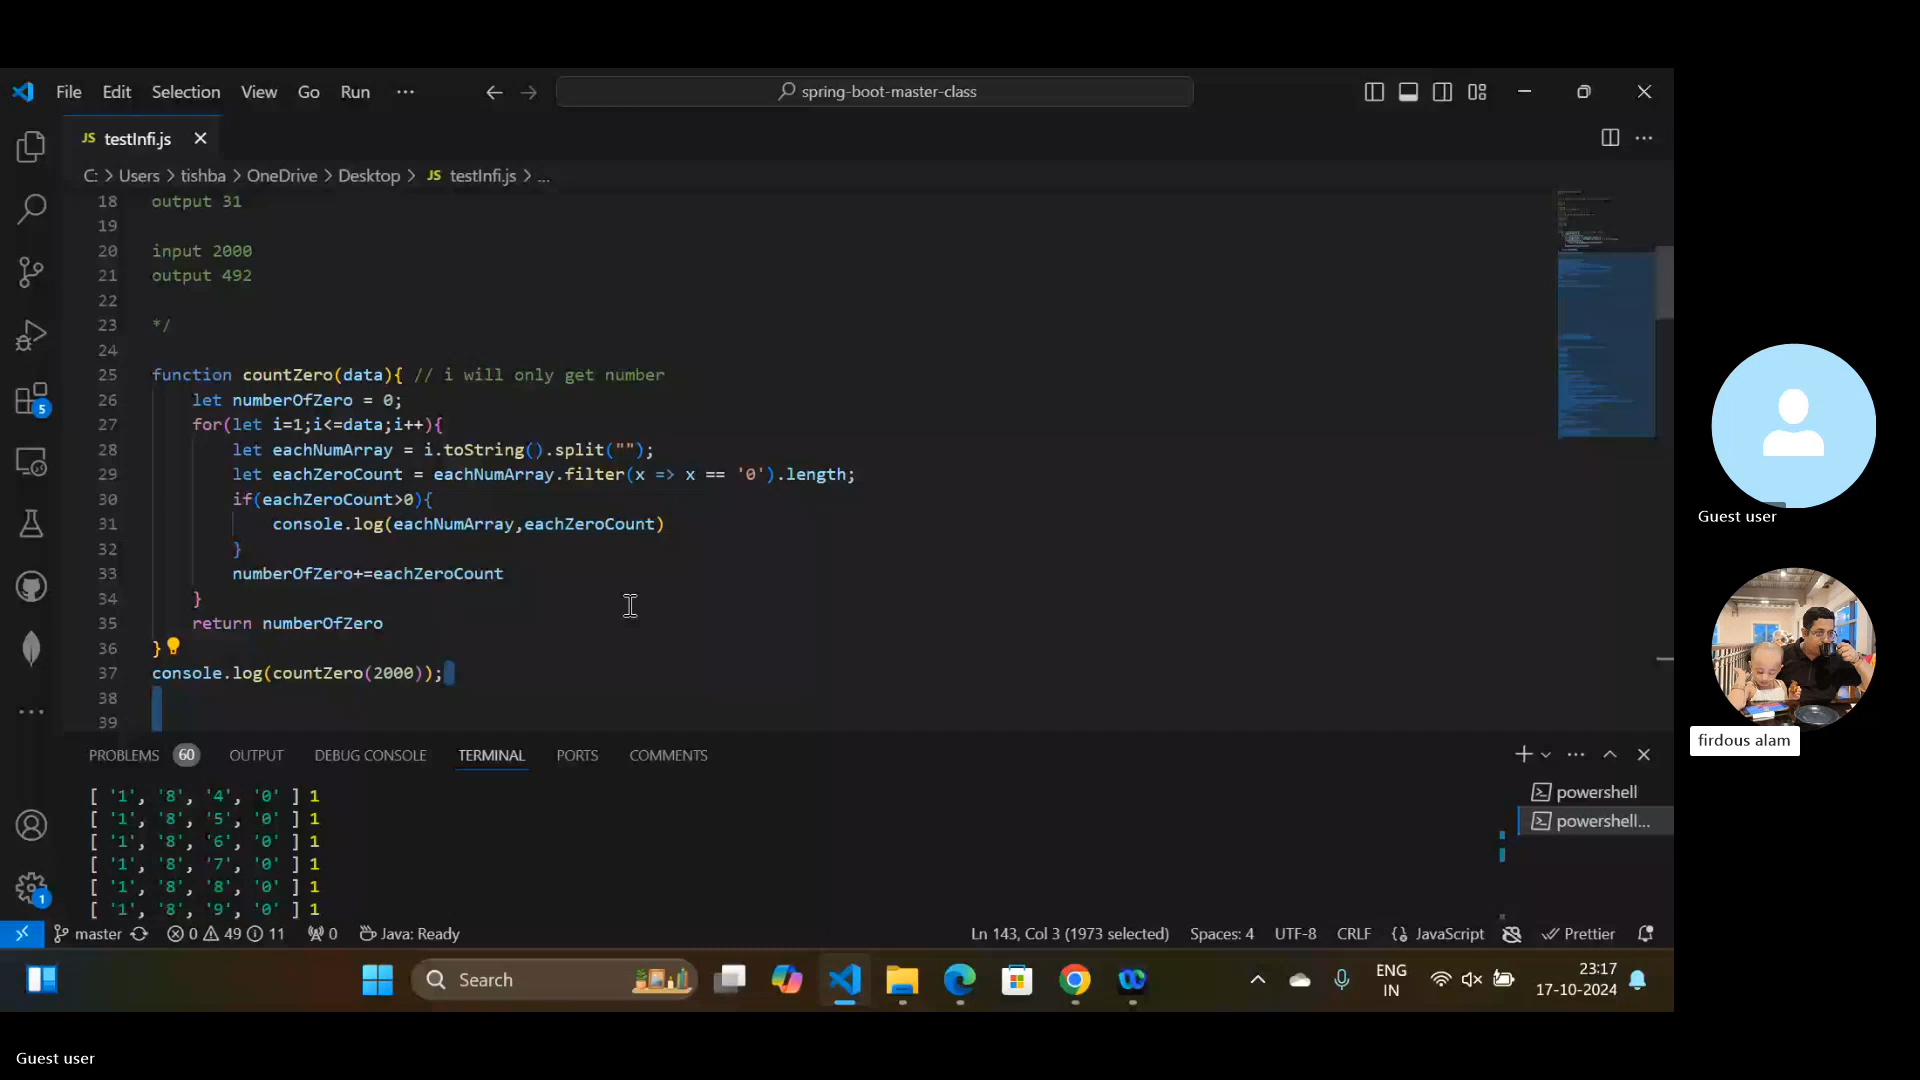 File Edit Selection View Go Run ···
spring-boot-master-class
JS testInfi.js
C: > Users > tishba > OneDrive > Desktop > JS testInfi.js > ...
18 output 31
19
20 input 2000
21 output 492
22
23 */
24
25 function countZero(data){ // i will only get number
26 let numberOfZero = 0;
27 for(let i=1;i<=data;i++){
28 let eachNumArray = i.toString().split("");
29 let eachZeroCount = eachNumArray.filter(x => x == '0').length;
30 if(eachZeroCount>0){
31 console.log(eachNumArray,eachZeroCount)
32 }
33 numberOfZero+=eachZeroCount
34 }
35 return numberOfZero
36 }
37 console.log(countZero(2000));
38
39
5
1
PROBLEMS 60 OUTPUT DEBUG CONSOLE TERMINAL PORTS COMMENTS
[ '1', '8', '4', '0' ] 1
[ '1', '8', '5', '0' ] 1
[ '1', '8', '6', '0' ] 1
[ '1', '8', '7', '0' ] 1
[ '1', '8', '8', '0' ] 1
[ '1', '8', '9', '0' ] 1
powershell
powershell...
master 0 49 11 0 Java: Ready
Ln 143, Col 3 (1973 selected) Spaces: 4 UTF-8 CRLF JavaScript Prettier
Search
ENG
IN
23:17
17-10-2024
Guest user
firdous alam
Guest user